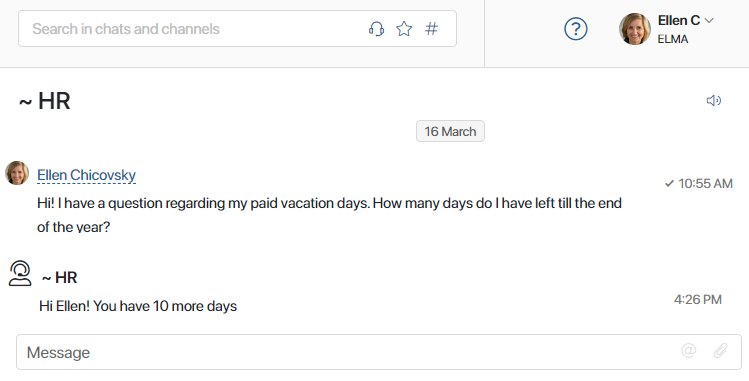 Search in chats and channels
Ellen C
ELMA
~ HR
16 March
Ellen Chicovsky
10:55 AM
Hi! I have a question regarding my paid vacation days. How many days do I have left till the end
of the year?
~ HR
Hi Ellen! You have 10 more days
4:26 PM
Message